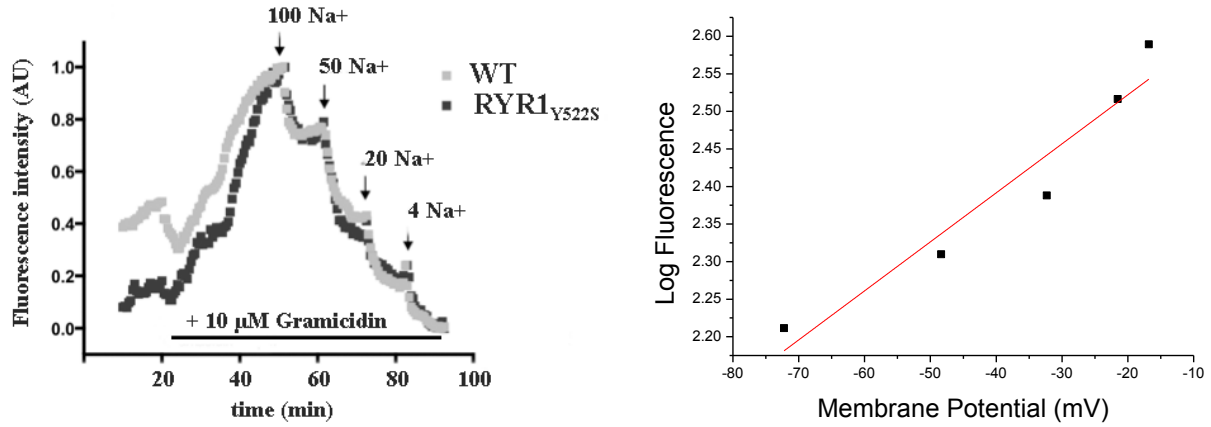 100 Na+
50 Na+
20 Na+
4 Na+
WT
RYR1Y522S
Fluorescence intensity (AU)
1.0
0.8
0.6
0.4
0.2
0.0
+ 10 µM Gramicidin
20 40 60 80 100
time (min)
Log Fluorescence
2.60
2.55
2.50
2.45
2.40
2.35
2.30
2.25
2.20
-80 -70 -60 -50 -40 -30 -20 -10
Membrane Potential (mV)